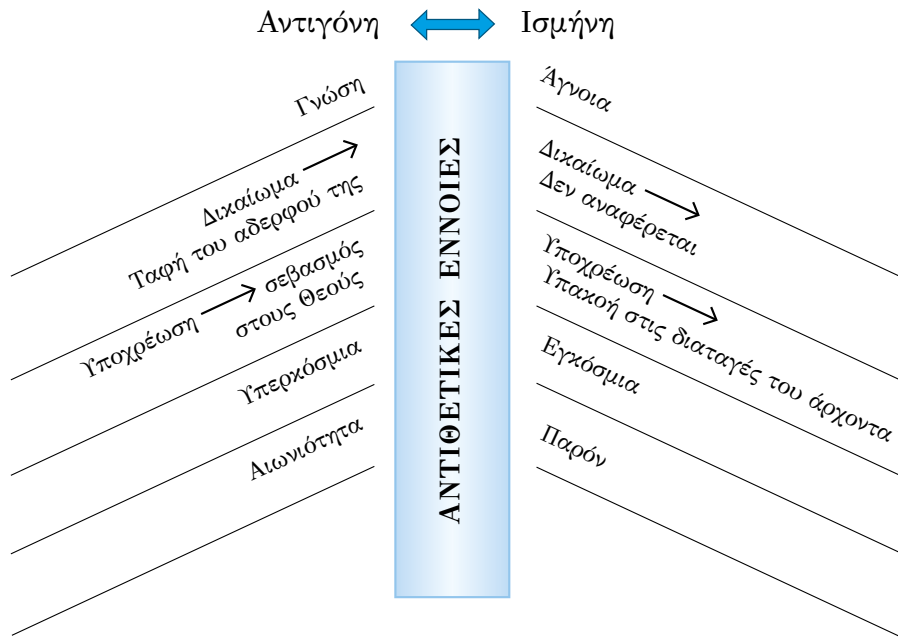 Αντιγόνη ⟷ Ισμήνη
Γνώση
Δικαίωμα →
Ταφή του αδερφού της
Υποχρέωση → σεβασμός
στους Θεούς
Υπερκόσμια
Αιωνιότητα
ΑΝΤΙΘΕΤΙΚΕΣ ΕΝΝΟΙΕΣ
Άγνοια
Δικαίωμα →
Δεν αναφέρεται
Υποχρέωση →
Υπακοή στις διαταγές του άρχοντα
Εγκόσμια
Παρόν